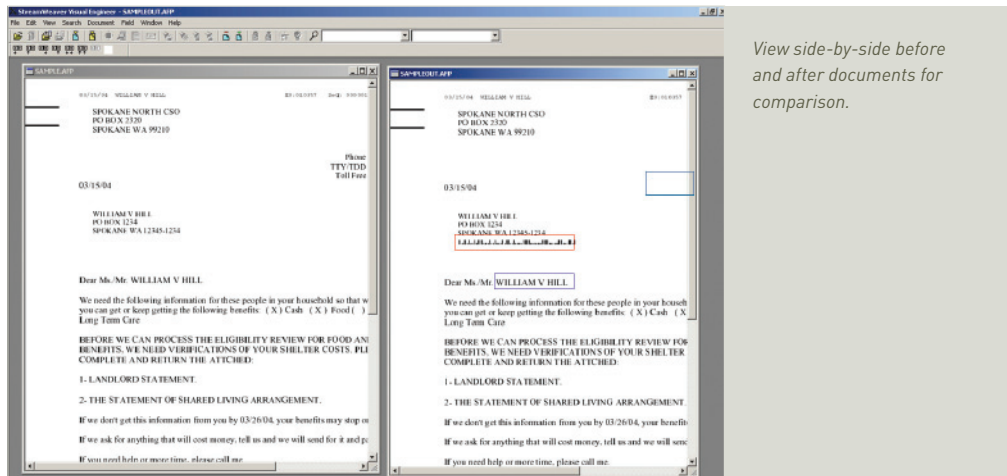 StreamWeaver Visual Engineer - SAMPLEOUT.AFP
File Edit View Search Document Field Window Help
SAMPLE.AFP
03/15/04 WILLIAM V HILL
SPOKANE NORTH CSO
PO BOX 2320
SPOKANE WA 99210
Phone
TTY/TDD
Toll Free
03/15/04
WILLIAM V HILL
PO BOX 1234
SPOKANE WA 12345-1234
Dear Ms./Mr. WILLIAM V HILL
We need the following information for these people in your household so that w
you can get or keep getting the following benefits: ( X ) Cash ( X ) Food ( )
Long Term Care
BEFORE WE CAN PROCESS THE ELIGIBILITY REVIEW FOR FOOD AN
BENEFITS, WE NEED VERIFICATIONS OF YOUR SHELTER COSTS. PLI
COMPLETE AND RETURN THE ATTCHED:
1- LANDLORD STATEMENT.
2- THE STATEMENT OF SHARED LIVING ARRANGEMENT.
If we don't get this information from you by 03/26/04, your benefits may stop or
If we ask for anything that will cost money, tell us and we will send for it and pa
If you need help or more time, please call me.
SAMPLEOUT.AFP
03/15/04 WILLIAM V HILL
SPOKANE NORTH CSO
PO BOX 2320
SPOKANE WA 99210
03/15/04
WILLIAM V HILL
PO BOX 1234
SPOKANE WA 12345-1234
Dear Ms./Mr. WILLIAM V HILL
We need the following information for these people in your househ
you can get or keep getting the following benefits: ( X ) Cash ( X
Long Term Care
BEFORE WE CAN PROCESS THE ELIGIBILITY REVIEW FOR
BENEFITS, WE NEED VERIFICATIONS OF YOUR SHELTER
COMPLETE AND RETURN THE ATTCHED:
1- LANDLORD STATEMENT.
2- THE STATEMENT OF SHARED LIVING ARRANGEMENT.
If we don't get this information from you by 03/26/04, your benefits
If we ask for anything that will cost money, tell us and we will send
If you need help or more time, please call me.
View side-by-side before
and after documents for
comparison.